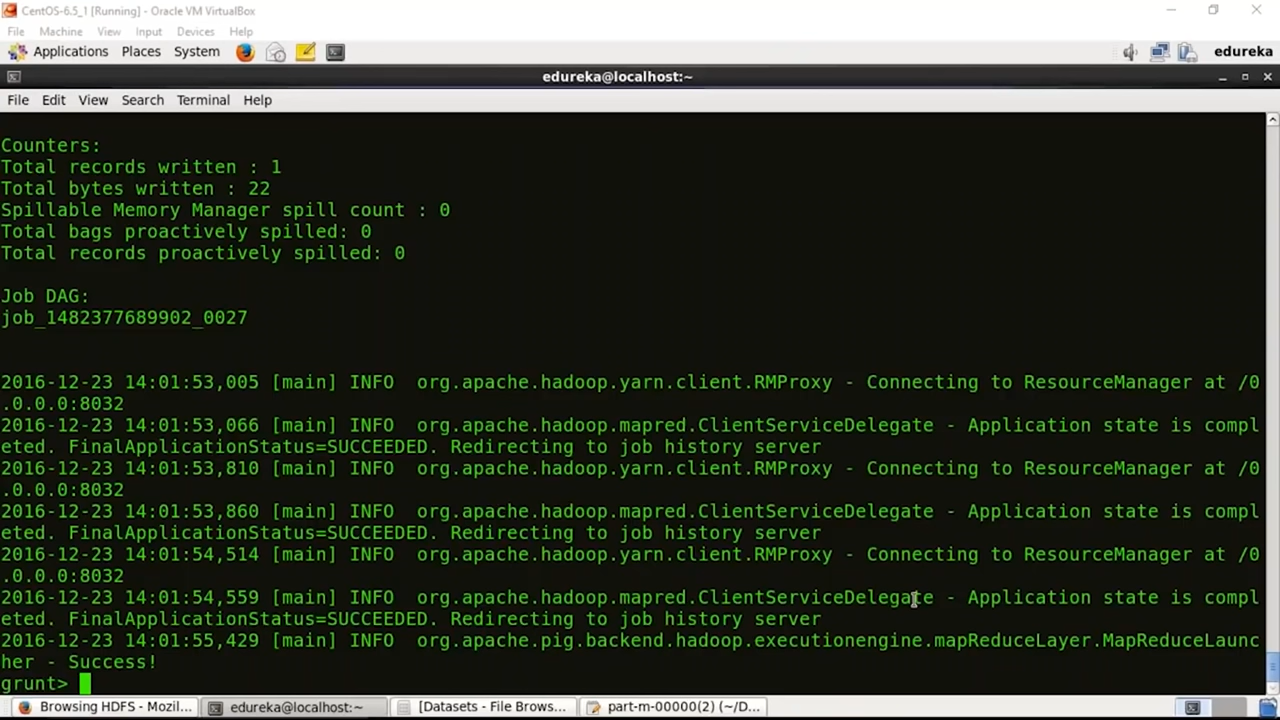 CentOS-6.5_1 [Running] - Oracle VM VirtualBox
File Machine View Input Devices Help
Applications Places System edureka
edureka@localhost:~
File Edit View Search Terminal Help
Counters:
Total records written : 1
Total bytes written : 22
Spillable Memory Manager spill count : 0
Total bags proactively spilled: 0
Total records proactively spilled: 0
Job DAG:
job_1482377689902_0027
2016-12-23 14:01:53,005 [main] INFO  org.apache.hadoop.yarn.client.RMProxy - Connecting to ResourceManager at /0
.0.0.0:8032
2016-12-23 14:01:53,066 [main] INFO  org.apache.hadoop.mapred.ClientServiceDelegate - Application state is compl
eted. FinalApplicationStatus=SUCCEEDED. Redirecting to job history server
2016-12-23 14:01:53,810 [main] INFO  org.apache.hadoop.yarn.client.RMProxy - Connecting to ResourceManager at /0
.0.0.0:8032
2016-12-23 14:01:53,860 [main] INFO  org.apache.hadoop.mapred.ClientServiceDelegate - Application state is compl
eted. FinalApplicationStatus=SUCCEEDED. Redirecting to job history server
2016-12-23 14:01:54,514 [main] INFO  org.apache.hadoop.yarn.client.RMProxy - Connecting to ResourceManager at /0
.0.0.0:8032
2016-12-23 14:01:54,559 [main] INFO  org.apache.hadoop.mapred.ClientServiceDelegate - Application state is compl
eted. FinalApplicationStatus=SUCCEEDED. Redirecting to job history server
2016-12-23 14:01:55,429 [main] INFO  org.apache.pig.backend.hadoop.executionengine.mapReduceLayer.MapReduceLaunc
her - Success!
grunt>
Browsing HDFS - Mozil... edureka@localhost:~ [Datasets - File Brows... part-m-00000(2) (~/D...